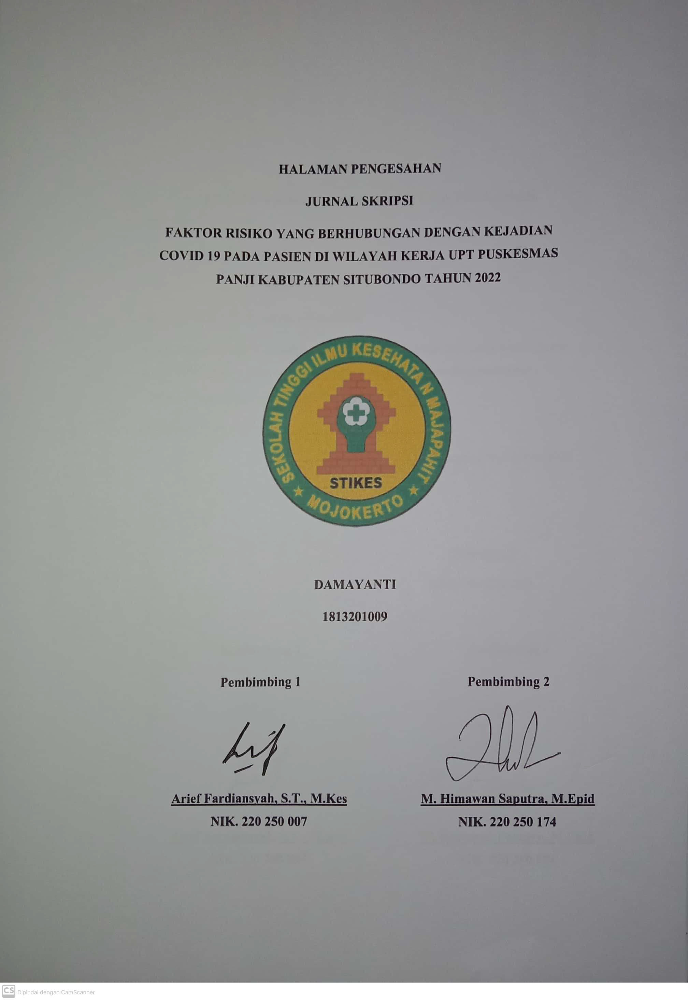 HALAMAN PENGESAHAN
JURNAL SKRIPSI
FAKTOR RISIKO YANG BERHUBUNGAN DENGAN KEJADIAN
COVID 19 PADA PASIEN DI WILAYAH KERJA UPT PUSKESMAS
PANJI KABUPATEN SITUBONDO TAHUN 2022
SEKOLAH TINGGI ILMU KESEHATA N MAJAPAHIT
STIKES
MOJOKERTO
DAMAYANTI
1813201009
Pembimbing 1 Pembimbing 2
Arief Fardiansyah, S.T., M.Kes M. Himawan Saputra, M.Epid
NIK. 220 250 007 NIK. 220 250 174
CS Dipindai dengan CamScanner